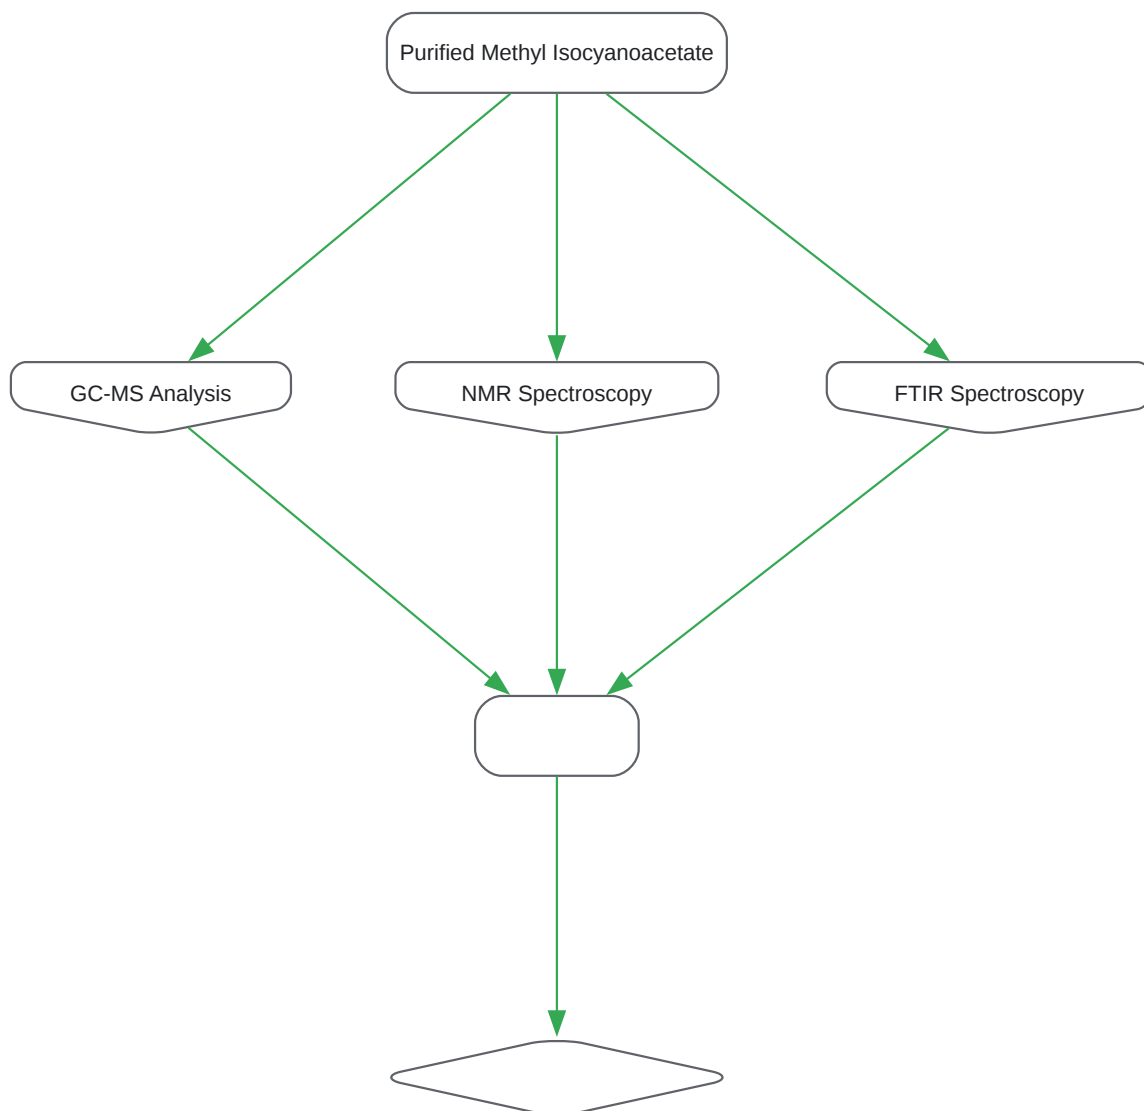 Purified Methyl Isocyanoacetate
GC-MS Analysis
NMR Spectroscopy
FTIR Spectroscopy